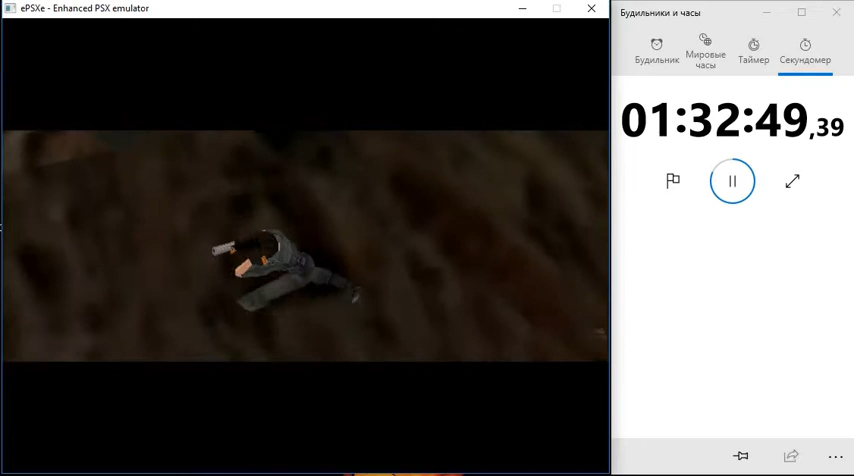 ePSXe - Enhanced PSX emulator
Будильники и часы
Будильник
Мировые
часы
Таймер
Секундомер
01:32:49,39